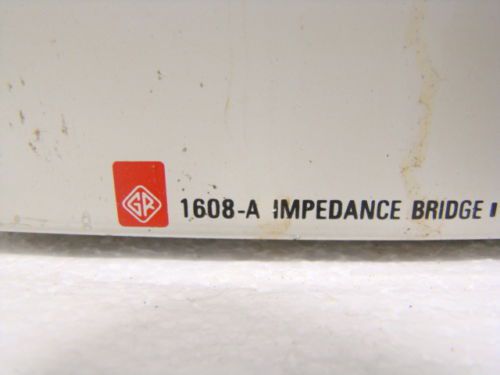 GR 1608-A IMPEDANCE BRIDGE